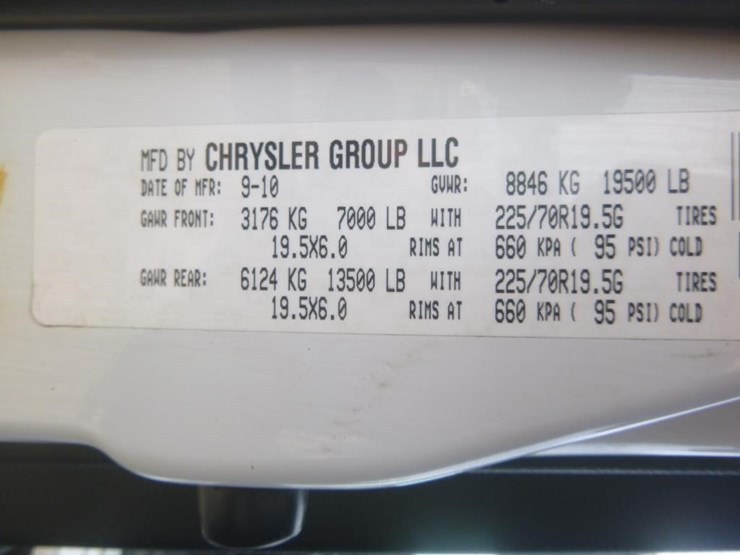 MFD BY CHRYSLER GROUP LLC
DATE OF MFR: 9-10 GVWR: 8846 KG 19500 LB
GAWR FRONT: 3176 KG 7000 LB WITH 225/70R19.5G TIRES
19.5X6.0 RIMS AT 660 KPA ( 95 PSI) COLD
GAWR REAR: 6124 KG 13500 LB WITH 225/70R19.5G TIRES
19.5X6.0 RIMS AT 660 KPA ( 95 PSI) COLD